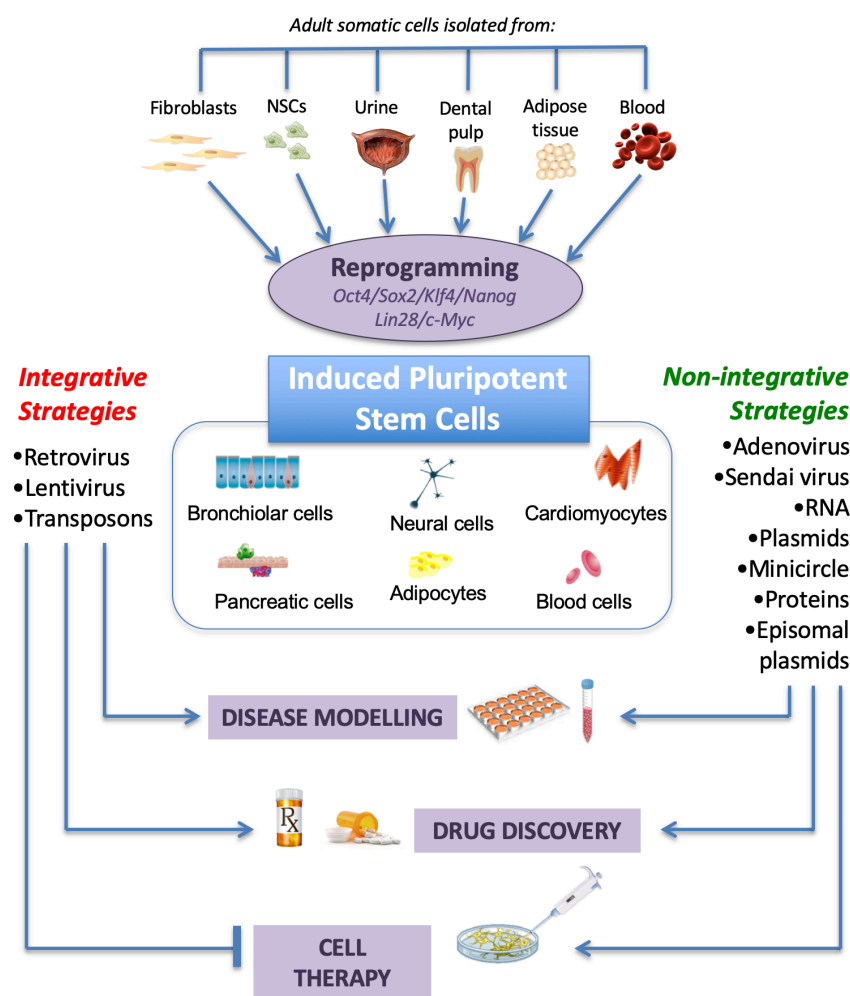 Adult somatic cells isolated from:
Fibroblasts
NSCs
Urine
Dental
pulp
Adipose
tissue
Blood
Reprogramming
Oct4/Sox2/Klf4/Nanog
Lin28/c-Myc
Induced Pluripotent
Stem Cells
Integrative
Strategies
•Retrovirus
•Lentivirus
•Transposons
Non-integrative
Strategies
•Adenovirus
•Sendai virus
•RNA
•Plasmids
•Minicircle
•Proteins
•Episomal
plasmids
Bronchiolar cells
Neural cells
Cardiomyocytes
Pancreatic cells
Adipocytes
Blood cells
DISEASE MODELLING
Rx
DRUG DISCOVERY
CELL
THERAPY